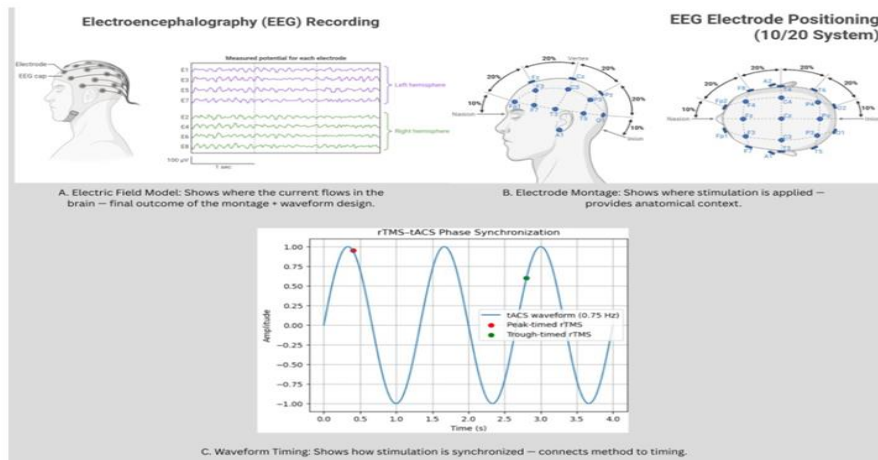 Electroencephalography (EEG) Recording
EEG Electrode Positioning
(10/20 System)
Electrode
EEG cap
Measured potential for each electrode
E1
E3
E5
E7
Left hemisphere
E2
E4
E6
E8
Right hemisphere
100 µV
1 sec
Vertex
20%
20%
20%
20%
10%
10%
Nasion
Inion
20%
20%
20%
20%
10%
10%
Nasion
A. Electric Field Model: Shows where the current flows in the
brain — final outcome of the montage + waveform design.
B. Electrode Montage: Shows where stimulation is applied —
provides anatomical context.
rTMS–tACS Phase Synchronization
Amplitude
1.00
0.75
0.50
0.25
0.00
−0.25
−0.50
−0.75
−1.00
tACS waveform (0.75 Hz)
Peak-timed rTMS
Trough-timed rTMS
0.0 0.5 1.0 1.5 2.0 2.5 3.0 3.5 4.0
Time (s)
C. Waveform Timing: Shows how stimulation is synchronized — connects method to timing.